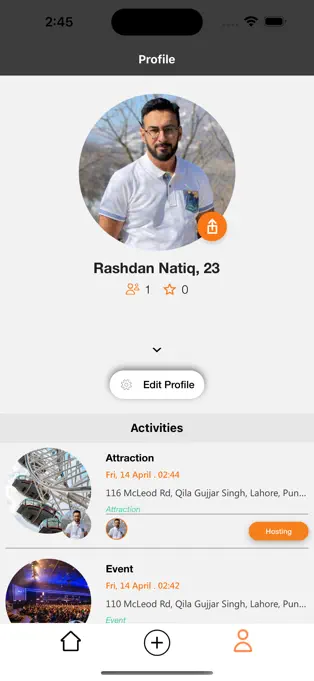 2:45
Profile
Rashdan Natiq, 23
1 0
Edit Profile
Activities
Attraction
Fri, 14 April . 02:44
116 McLeod Rd, Qila Gujjar Singh, Lahore, Pun...
Attraction
Hosting
Event
Fri, 14 April . 02:42
110 McLeod Rd, Qila Gujjar Singh, Lahore, Pun...
Event